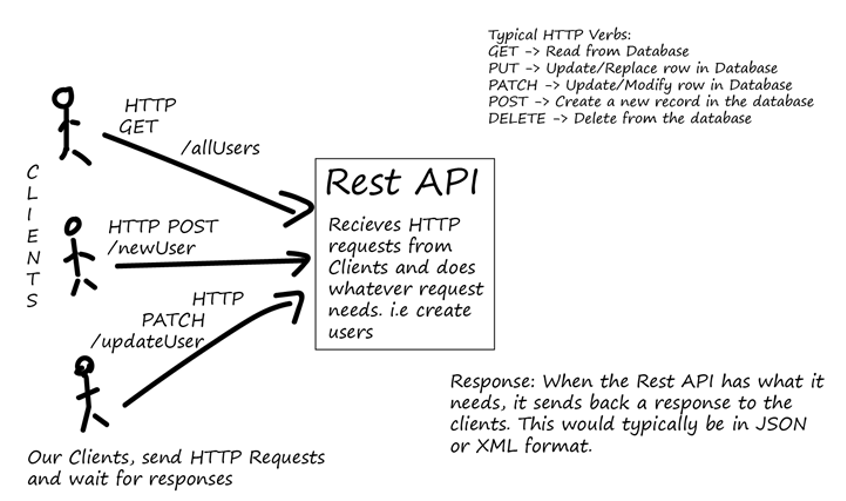 Typical HTTP Verbs:
GET -> Read from Database
PUT -> Update/Replace row in Database
PATCH -> Update/Modify row in Database
POST -> Create a new record in the database
DELETE -> Delete from the database
CLIENTS
HTTP
GET
/allUsers
HTTP POST
/newUser
HTTP
PATCH
/updateUser
Rest API
Recieves HTTP
requests from
Clients and does
whatever request
needs. i.e create
users
Response: When the Rest API has what it
needs, it sends back a response to the
clients. This would typically be in JSON
or XML format.
Our Clients, send HTTP Requests
and wait for responses